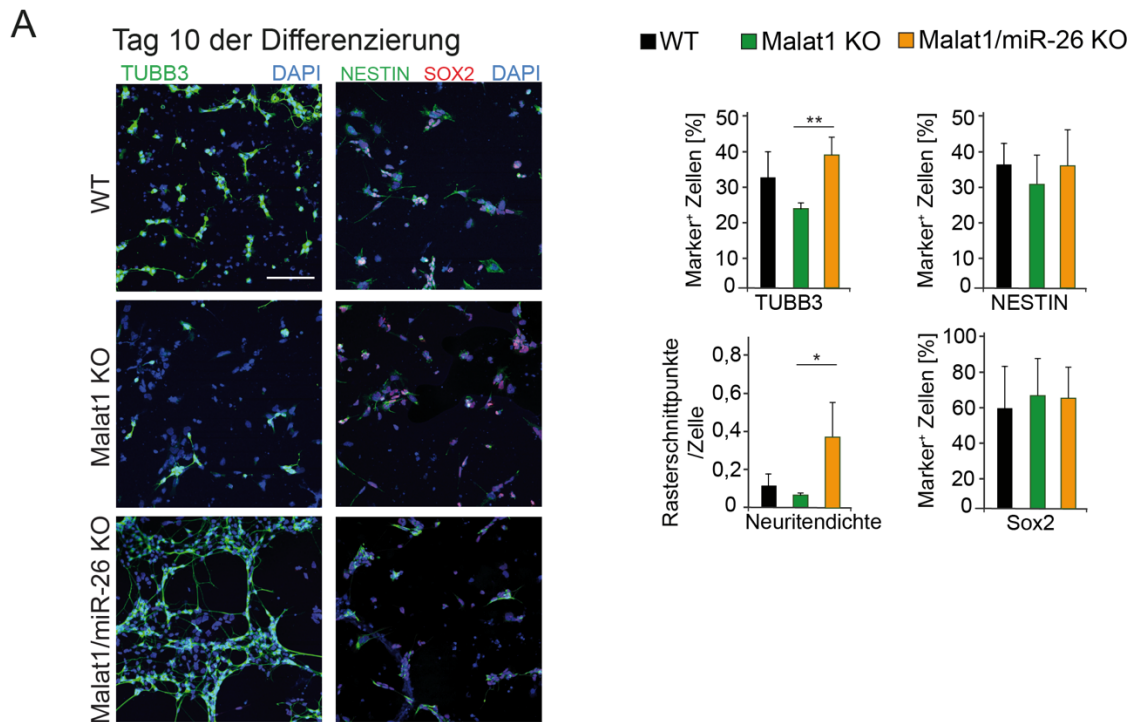 A
Tag 10 der Differenzierung
TUBB3 DAPI
NESTIN SOX2 DAPI
WT
Malat1 KO
Malat1/miR-26 KO
WT Malat1 KO Malat1/miR-26 KO
Marker⁺ Zellen [%]
50
40
30
20
10
0
**
TUBB3
Marker⁺ Zellen [%]
50
40
30
20
10
0
NESTIN
Rasterschnittpunkte
/Zelle
0,8
0,4
0,2
0
*
Neuritendichte
Marker⁺ Zellen [%]
100
80
60
40
20
0
Sox2